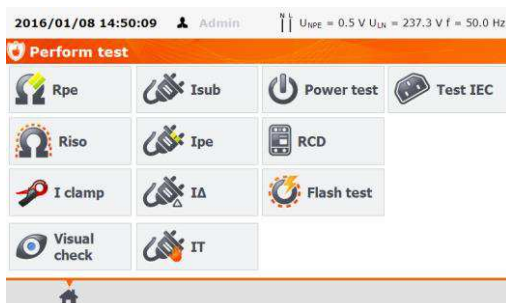 2016/01/08 14:50:09 Admin N L UNPE = 0.5 V ULN = 237.3 V f = 50.0 Hz
Perform test
Rpe Isub Power test Test IEC
Riso Ipe RCD
I clamp IΔ Flash test
Visual
check IT